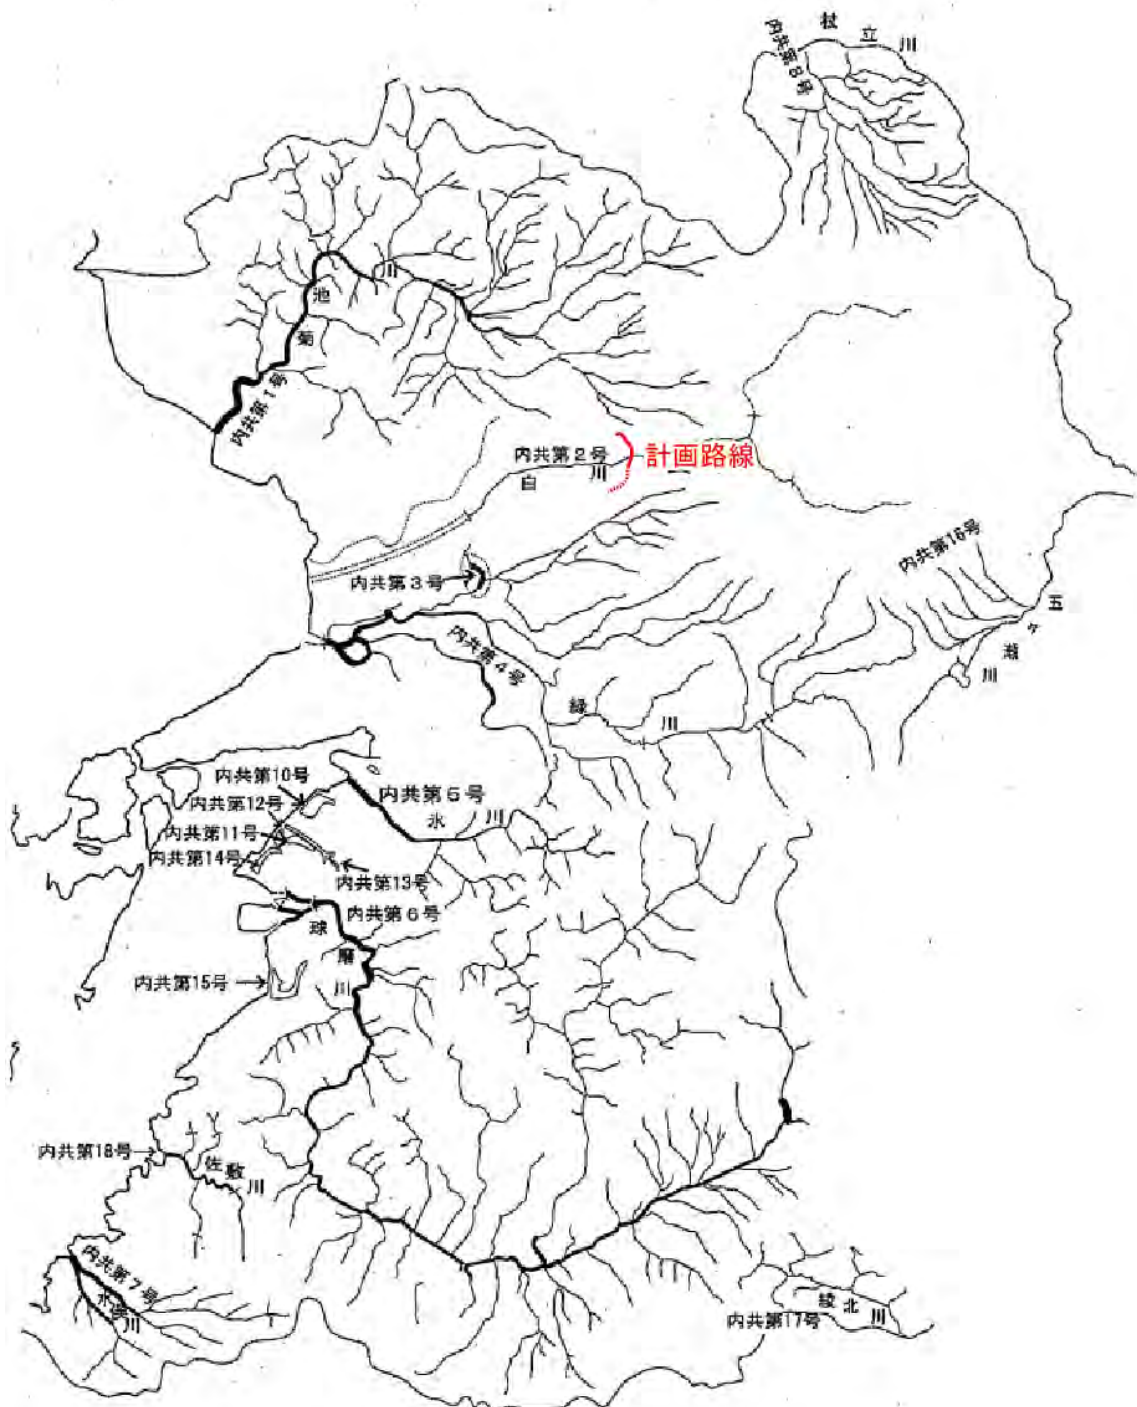 杖立川
内共第8号
菊池川
内共第1号
内共第2号
計画路線
白川
内共第3号
内共第16号
五ケ瀬川
内共第4号
緑川
内共第10号
内共第12号
内共第5号
氷川
内共第11号
内共第14号
内共第13号
内共第6号
球磨川
内共第15号
内共第18号
佐敷川
内共第7号
水俣川
綾北川
内共第17号